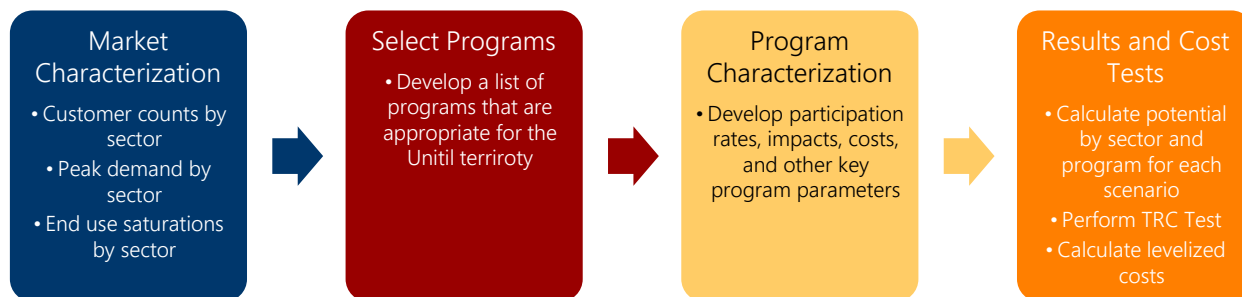 Market
Characterization
• Customer counts by
sector
• Peak demand by
sector
• End use saturations
by sector
Select Programs
• Develop a list of
programs that are
appropriate for the
Unitil terriroty
Program
Characterization
• Develop participation
rates, impacts, costs,
and other key
program parameters
Results and Cost
Tests
• Calculate potential
by sector and
program for each
scenario
• Perform TRC Test
• Calculate levelized
costs